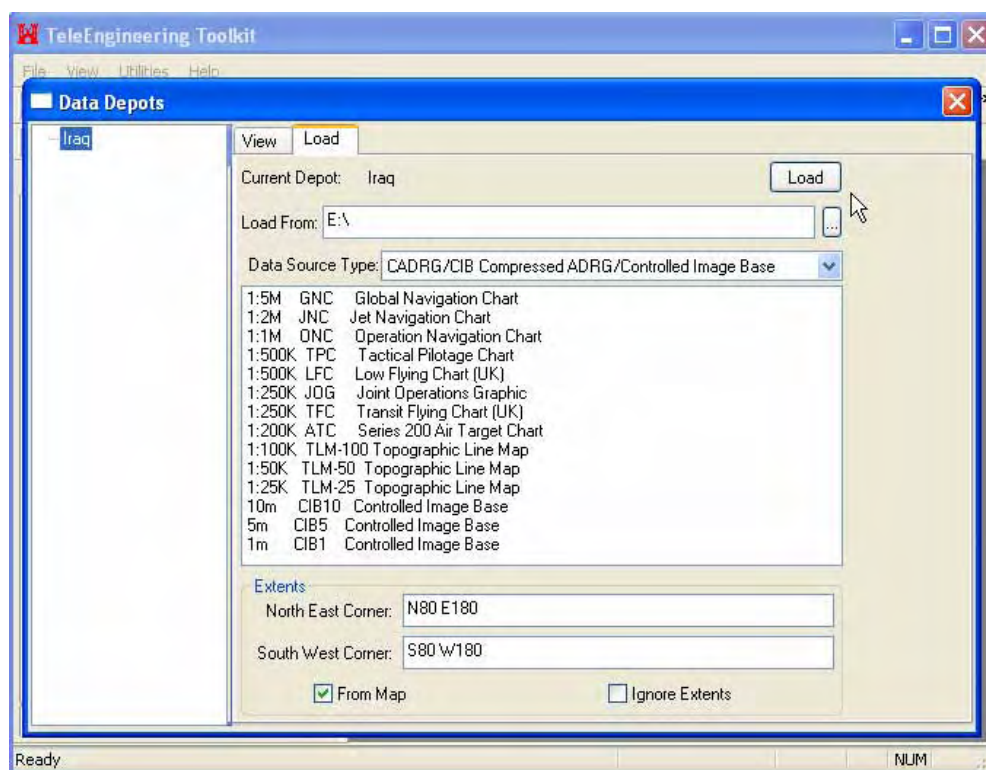 TeleEngineering Toolkit
File View Utilities Help
Data Depots
Iraq
View Load
Current Depot: Iraq Load
Load From: E:\ ...
Data Source Type: CADRG/CIB Compressed ADRG/Controlled Image Base
1:5M GNC Global Navigation Chart
1:2M JNC Jet Navigation Chart
1:1M ONC Operation Navigation Chart
1:500K TPC Tactical Pilotage Chart
1:500K LFC Low Flying Chart (UK)
1:250K JOG Joint Operations Graphic
1:250K TFC Transit Flying Chart (UK)
1:200K ATC Series 200 Air Target Chart
1:100K TLM-100 Topographic Line Map
1:50K TLM-50 Topographic Line Map
1:25K TLM-25 Topographic Line Map
10m CIB10 Controlled Image Base
5m CIB5 Controlled Image Base
1m CIB1 Controlled Image Base
Extents
North East Corner: N80 E180
South West Corner: S80 W180
From Map Ignore Extents
Ready NUM